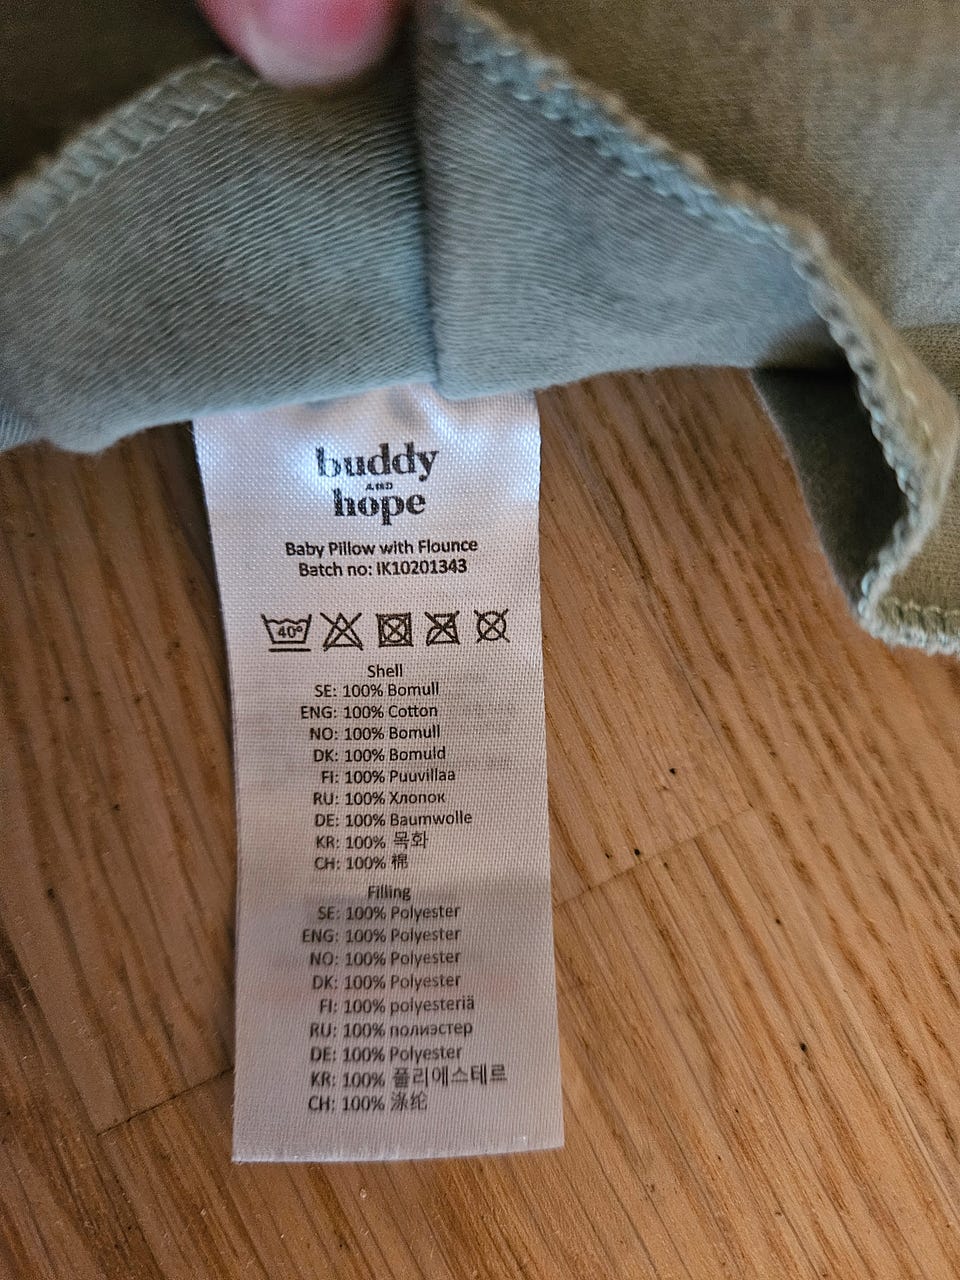 buddy
AND
hope
Baby Pillow with Flounce
Batch no: IK10201343
40°
Shell
SE: 100% Bomull
ENG: 100% Cotton
NO: 100% Bomull
DK: 100% Bomuld
FI: 100% Puuvillaa
RU: 100% Хлопок
DE: 100% Baumwolle
KR: 100% 목화
CH: 100% 棉
Filling
SE: 100% Polyester
ENG: 100% Polyester
NO: 100% Polyester
DK: 100% Polyester
FI: 100% polyesteriä
RU: 100% полиэстер
DE: 100% Polyester
KR: 100% 폴리에스테르
CH: 100% 涤纶